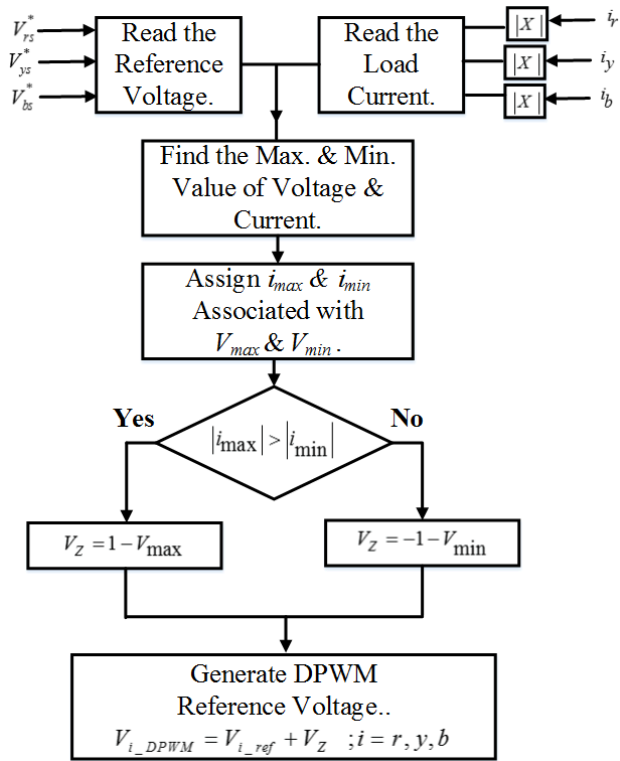 V*rs
V*ys
V*bs
Read the
Reference
Voltage.
Read the
Load
Current.
|X|
|X|
|X|
ir
iy
ib
Find the Max. & Min.
Value of Voltage &
Current.
Assign imax & imin
Associated with
Vmax & Vmin .
Yes
|imax| > |imin|
No
VZ = 1 − Vmax
VZ = −1 − Vmin
Generate DPWM
Reference Voltage..
Vi_DPWM = Vi_ref + VZ ; i = r, y, b